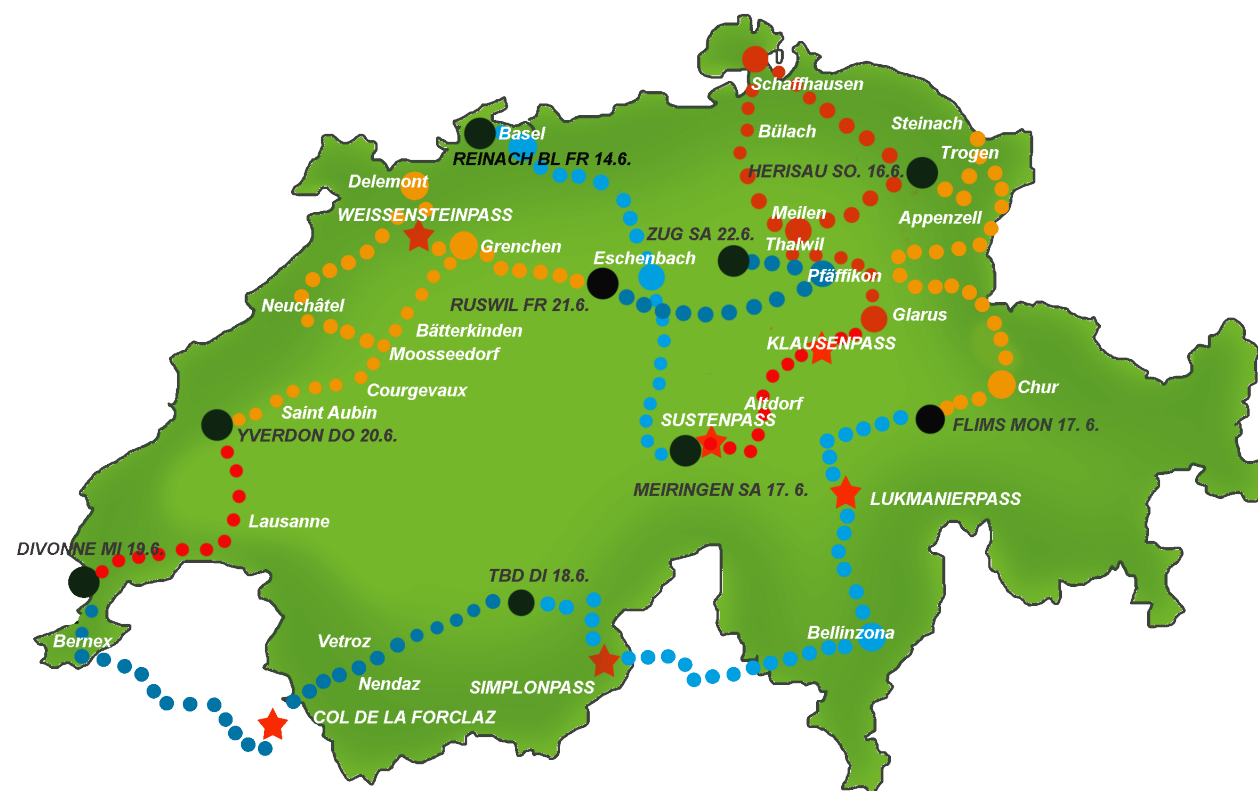 Schaffhausen
Steinach
Bülach
Basel
Trogen
REINACH BL FR 14.6.
HERISAU SO. 16.6.
Delemont
WEISSENSTEINPASS
Meilen
Appenzell
ZUG SA 22.6.
Thalwil
Grenchen
Eschenbach
Pfäffikon
Neuchâtel
RUSWIL FR 21.6.
Glarus
Bätterkinden
KLAUSENPASS
Moosseedorf
Courgevaux
Chur
Altdorf
Saint Aubin
SUSTENPASS
FLIMS MON 17. 6.
YVERDON DO 20.6.
MEIRINGEN SA 17. 6.
LUKMANIERPASS
Lausanne
DIVONNE MI 19.6.
TBD DI 18.6.
Bellinzona
Bernex
Vetroz
Nendaz
SIMPLONPASS
COL DE LA FORCLAZ